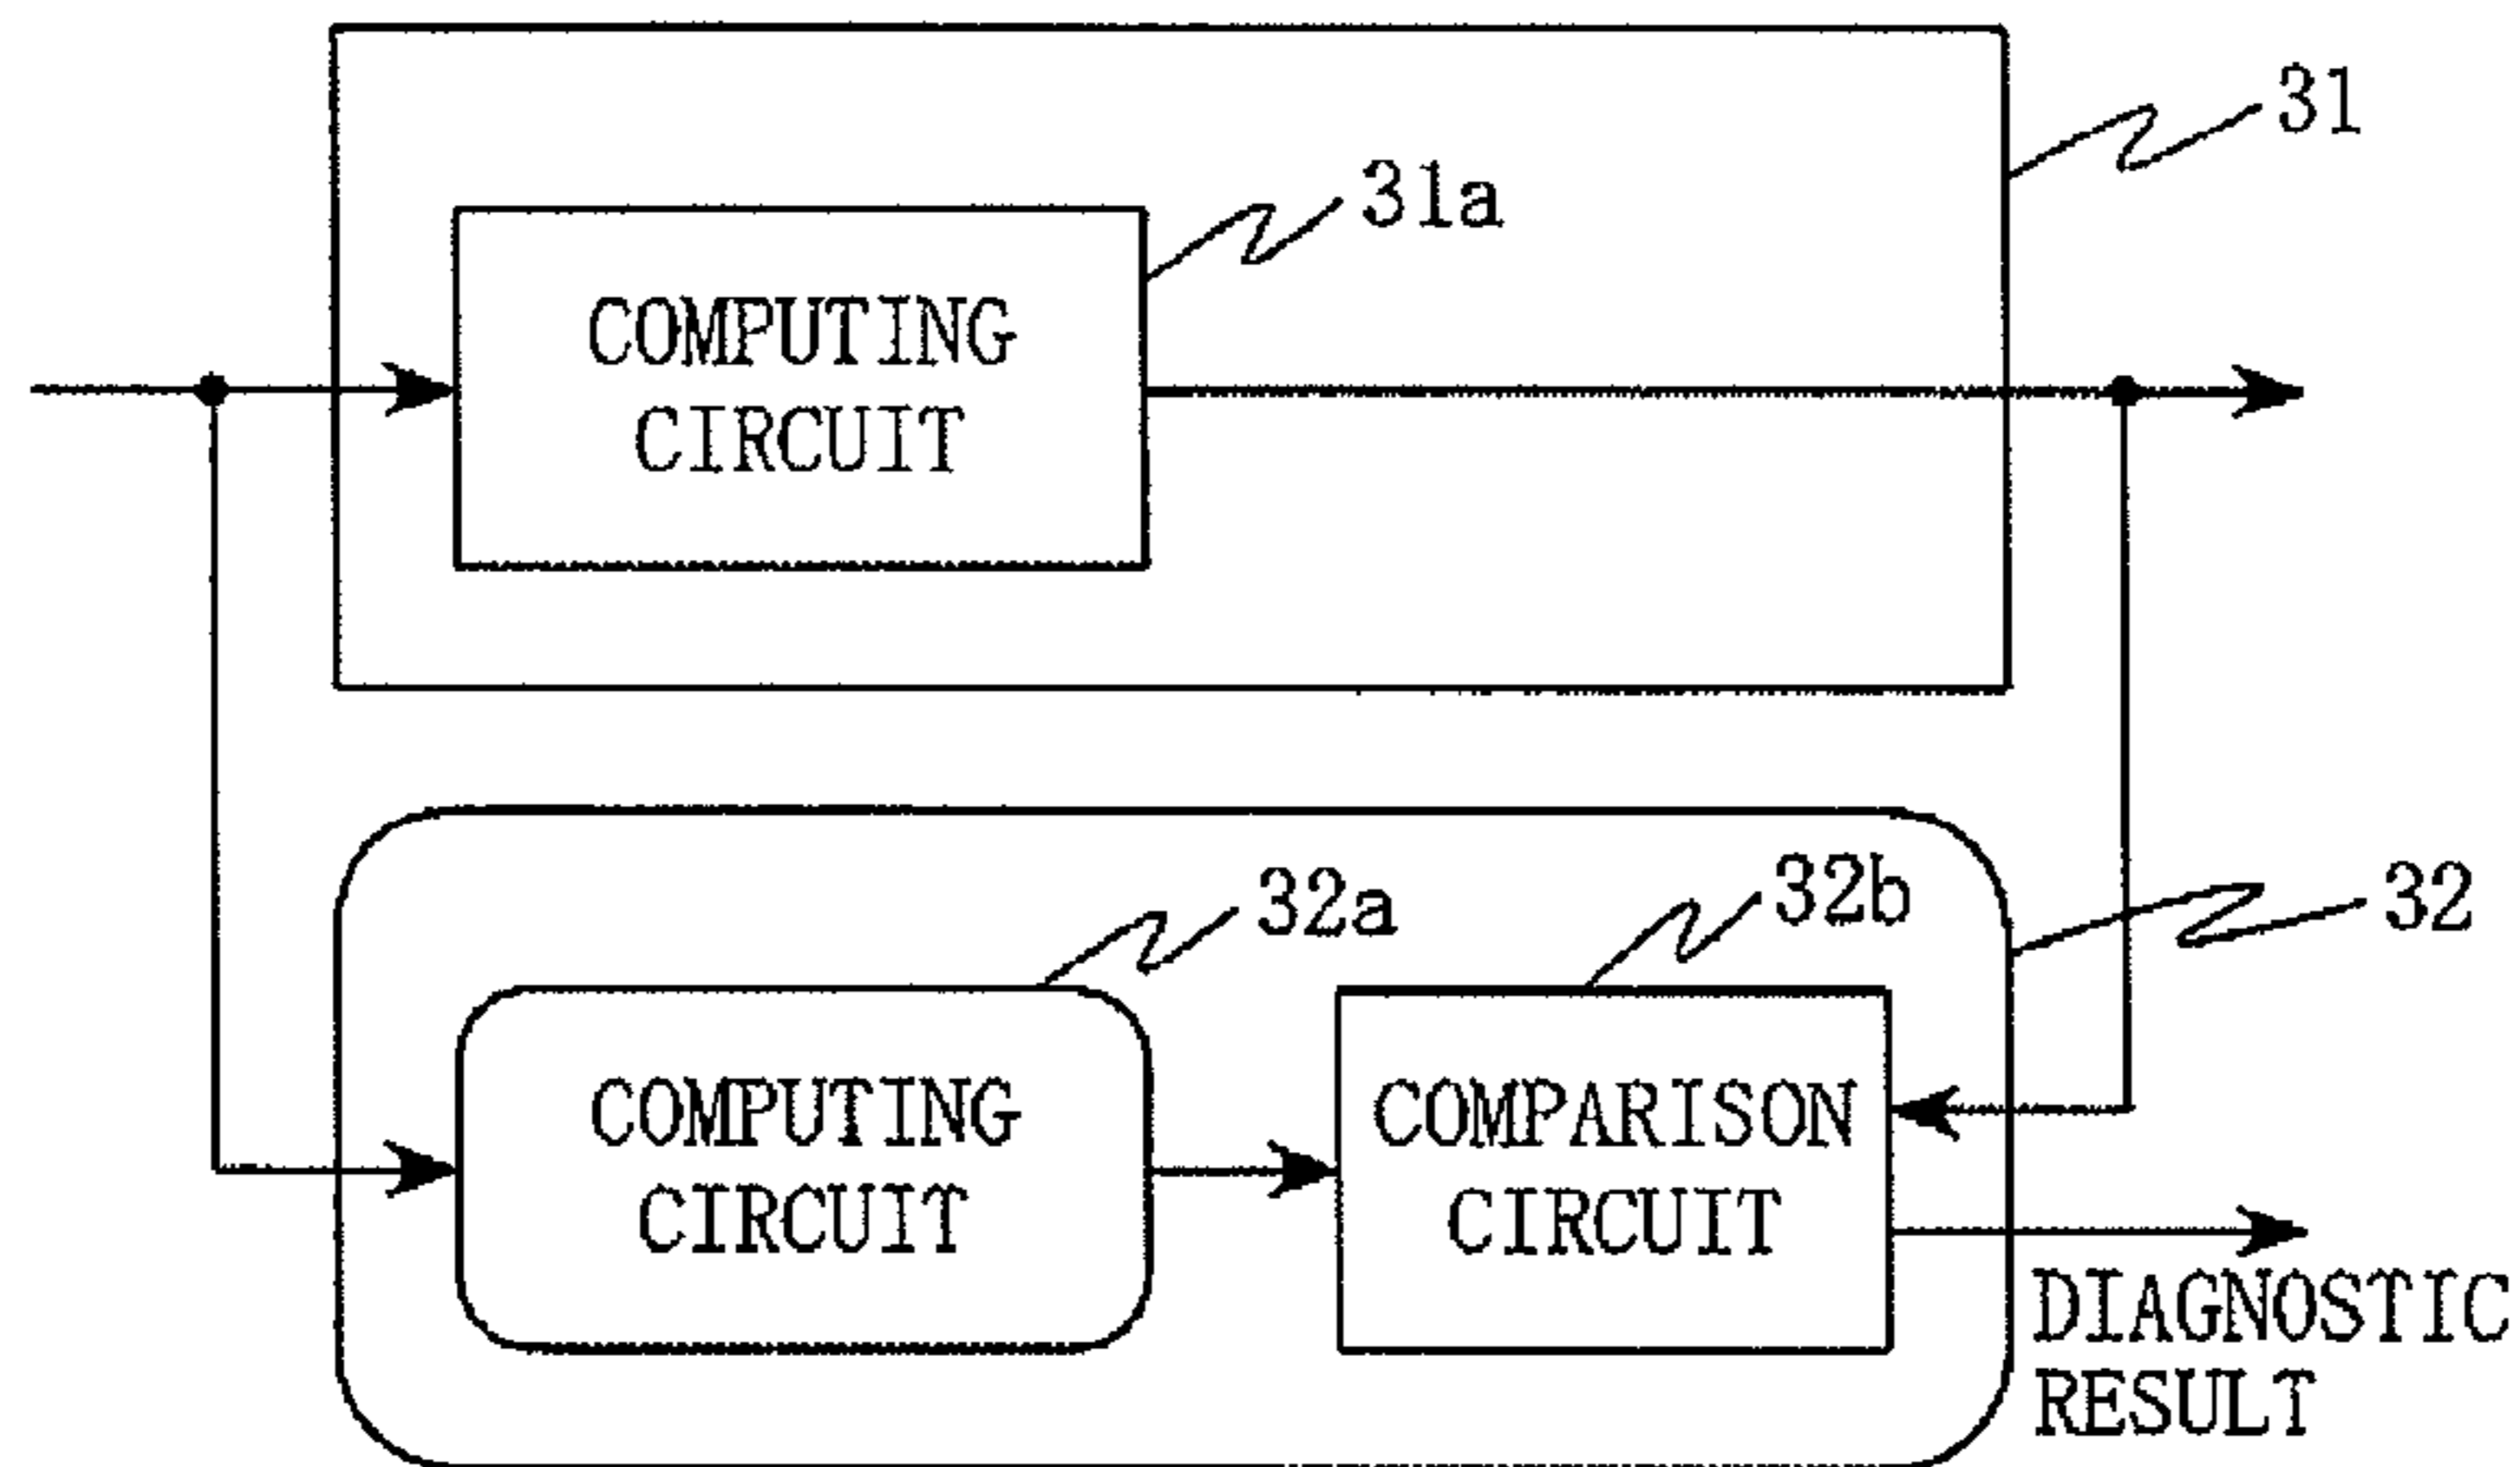 31
31a
COMPUTING
CIRCUIT
32a
32b
32
COMPUTING
CIRCUIT
COMPARISON
CIRCUIT
DIAGNOSTIC
RESULT